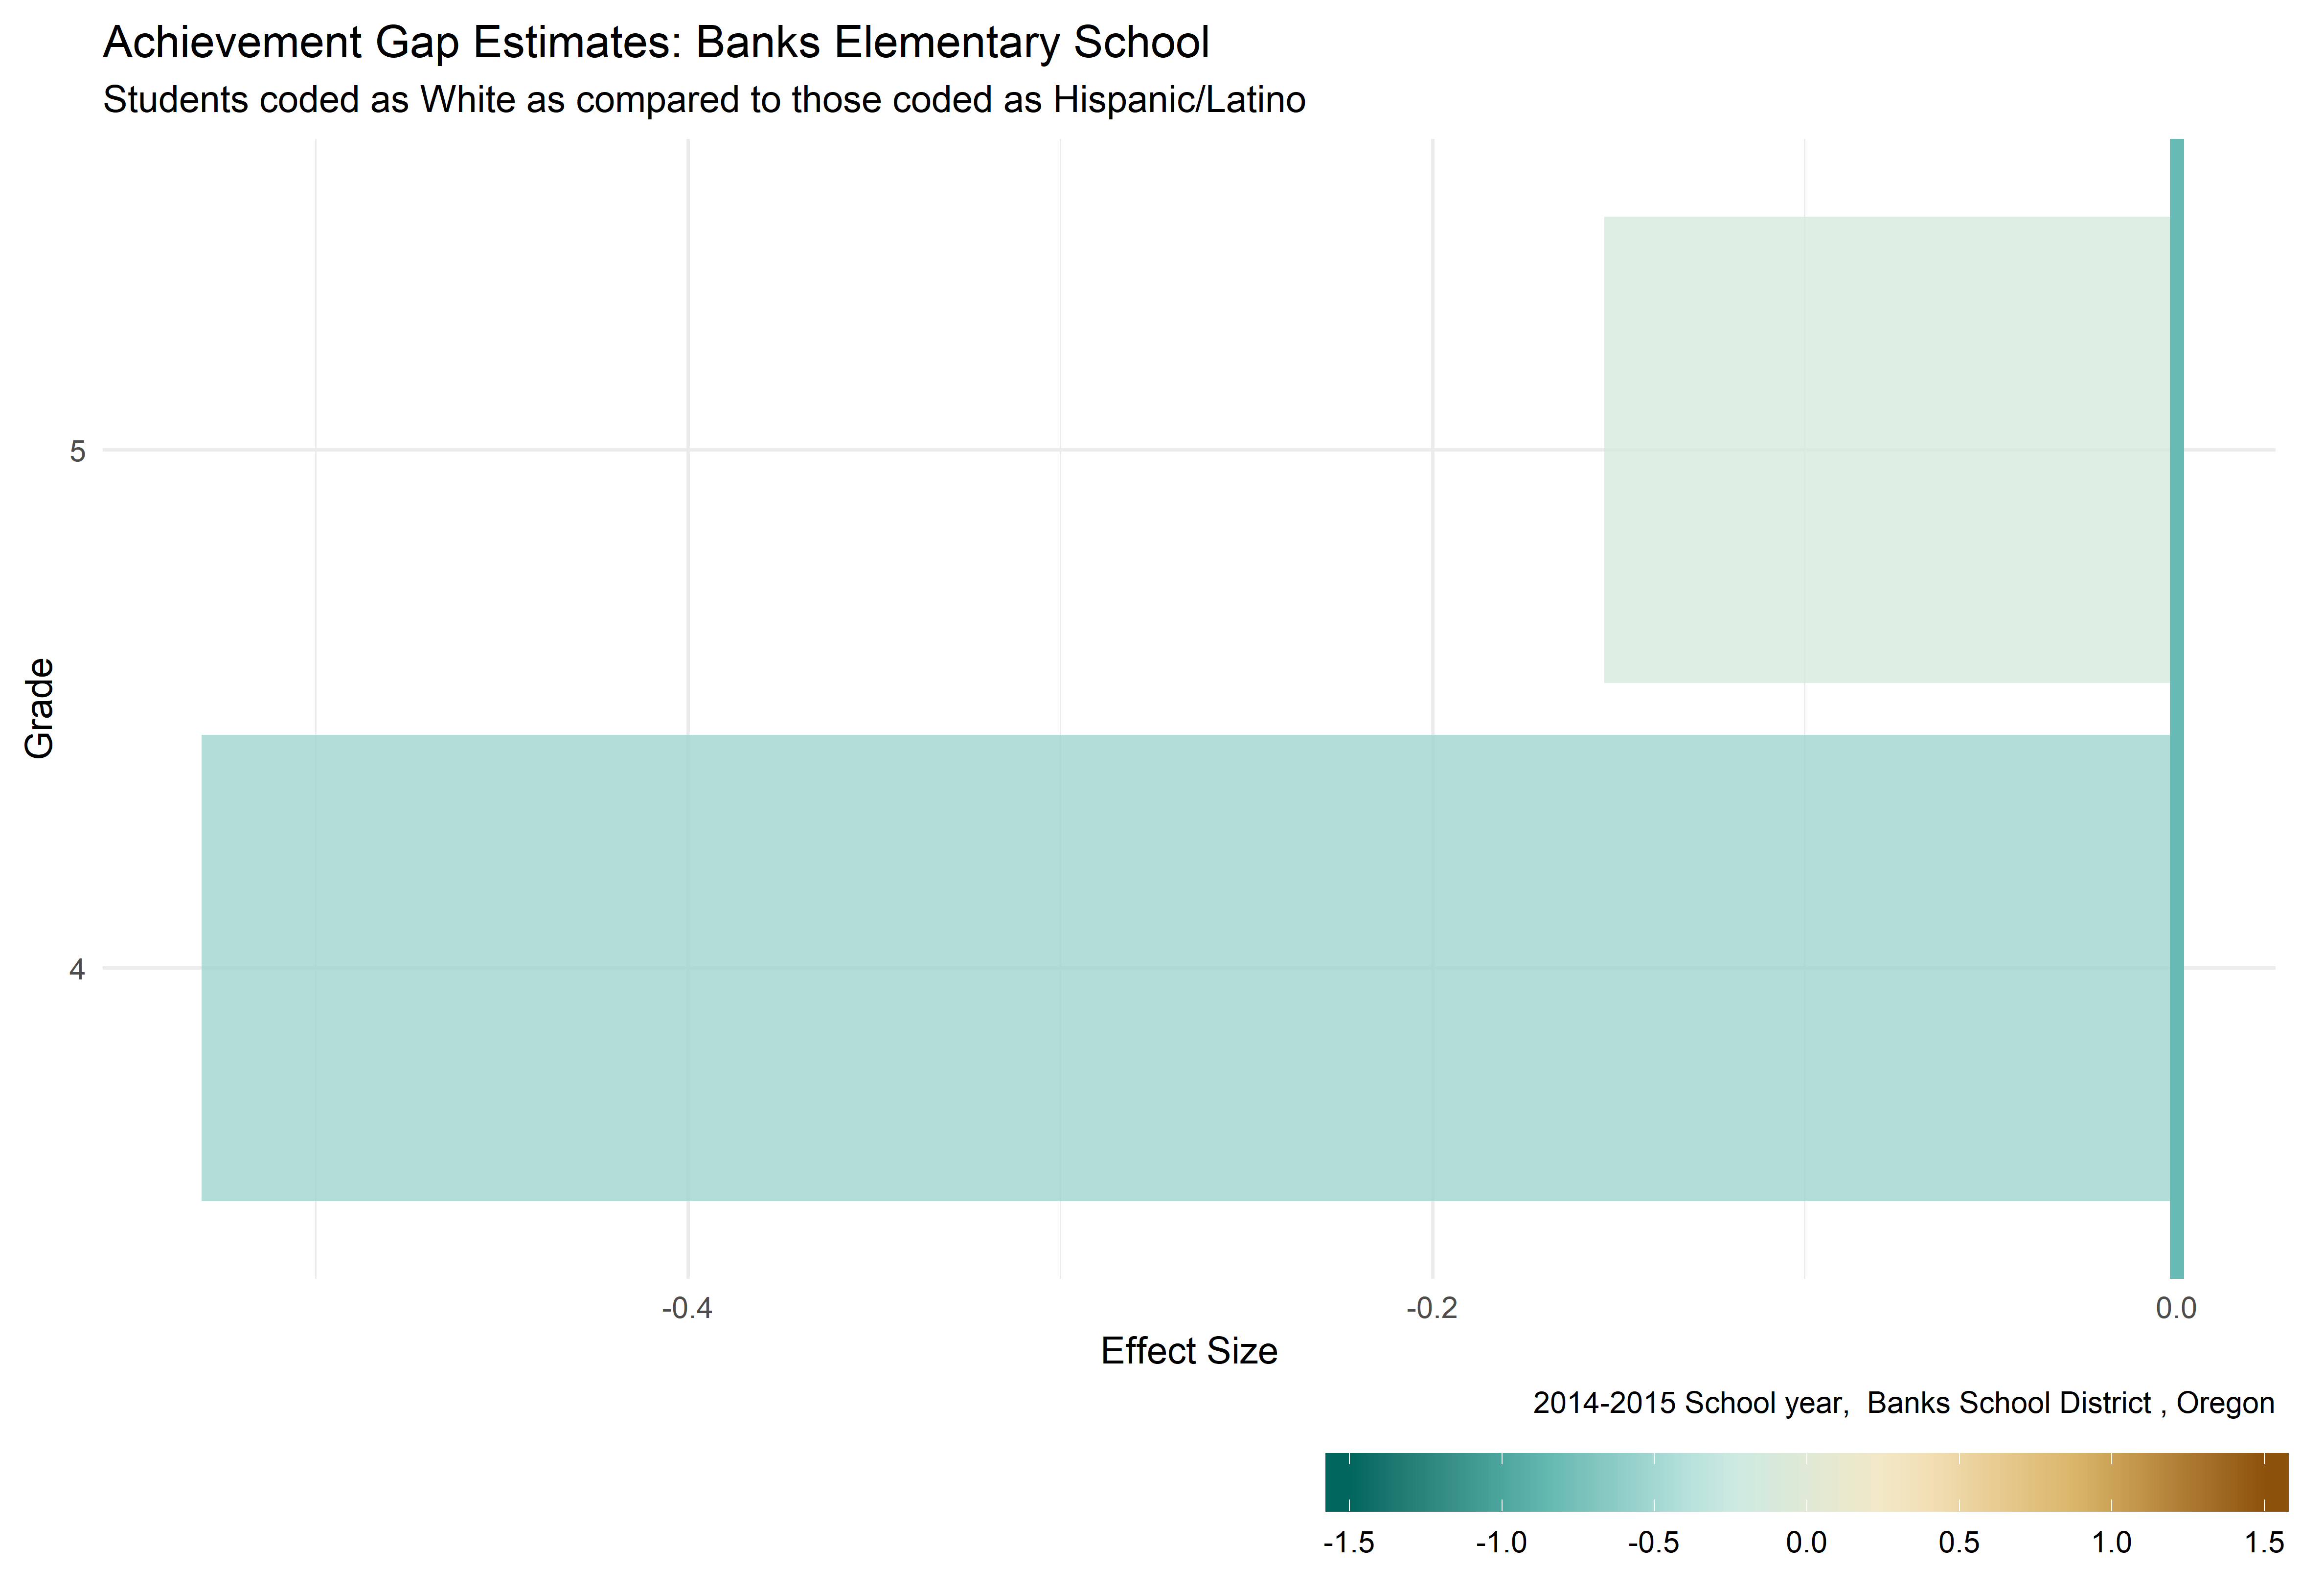 Achievement Gap Estimates: Banks Elementary School
Students coded as White as compared to those coded as Hispanic/Latino
Grade
5
4
-0.4 -0.2 0.0
Effect Size
2014-2015 School year,  Banks School District , Oregon
-1.5 -1.0 -0.5 0.0 0.5 1.0 1.5